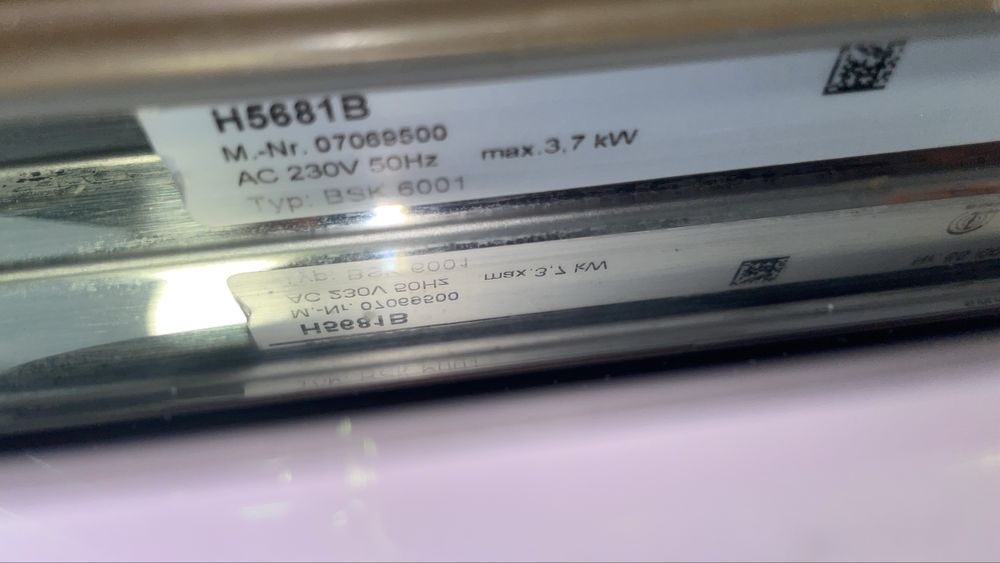 H5681B
M.-Nr. 07069500
AC 230V 50Hz max.3,7 kW
Typ: BSK 6001